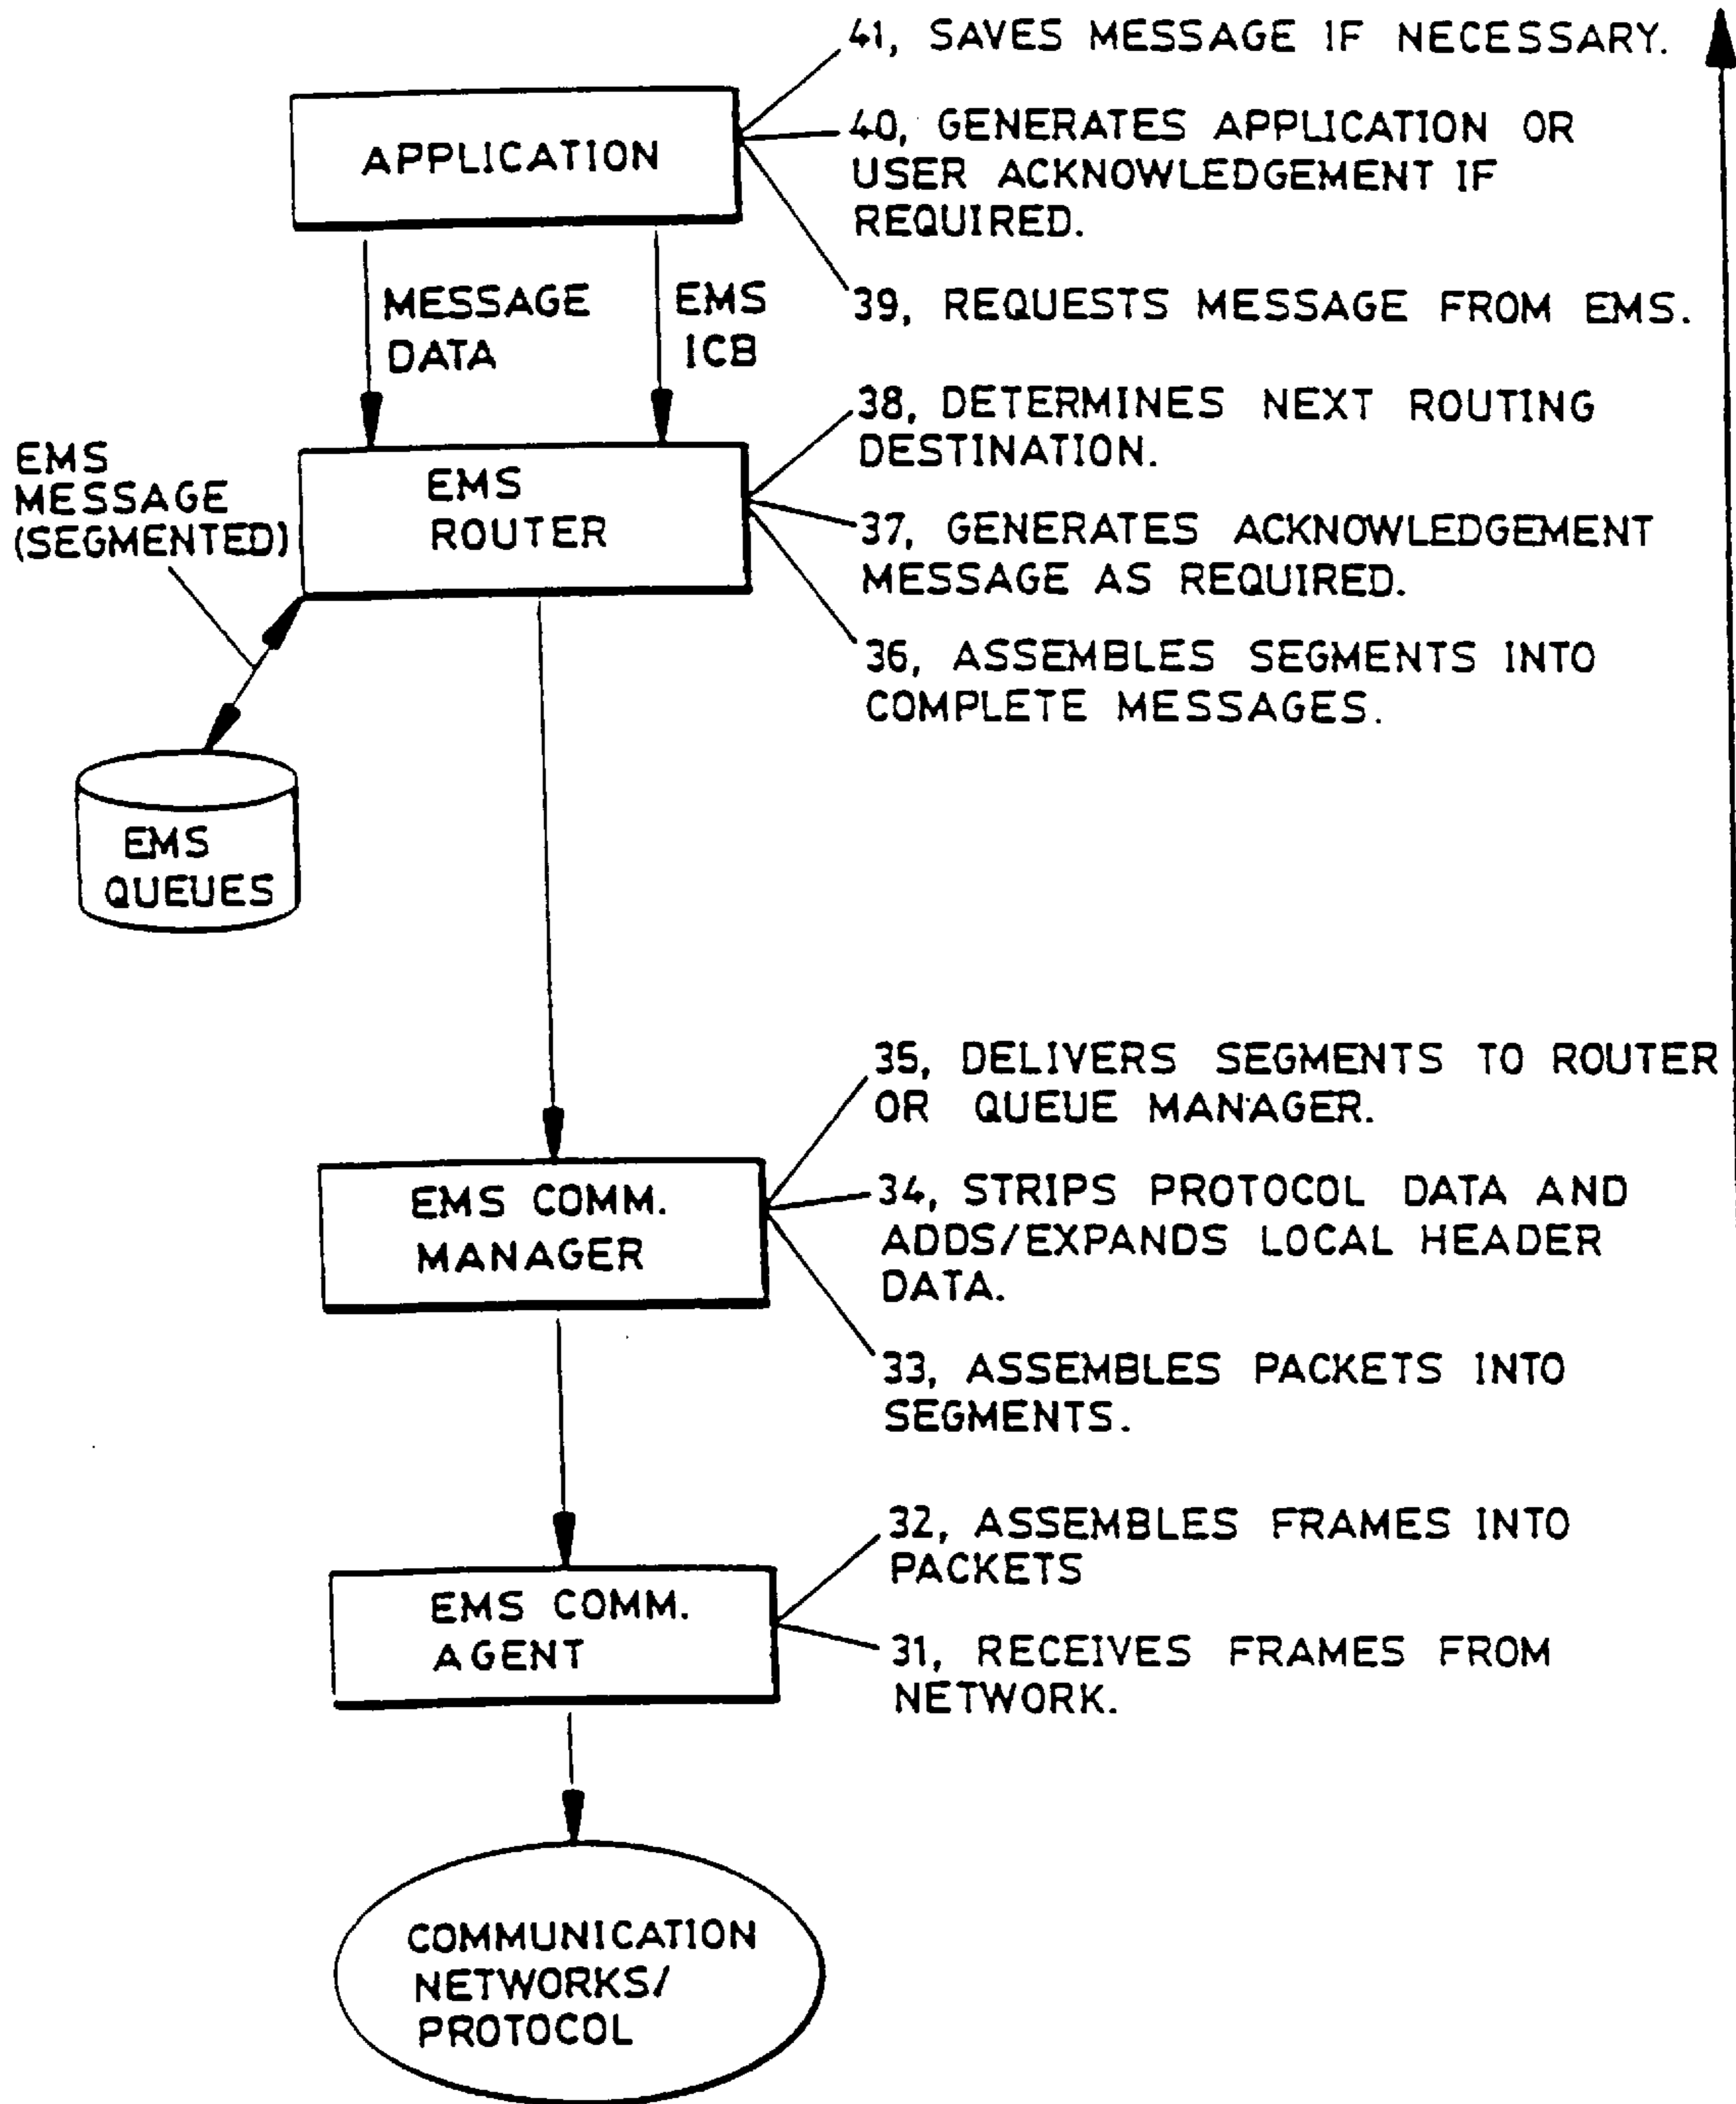 41, SAVES MESSAGE IF NECESSARY.
APPLICATION
40, GENERATES APPLICATION OR
USER ACKNOWLEDGEMENT IF
REQUIRED.
MESSAGE
DATA
EMS
ICB
39, REQUESTS MESSAGE FROM EMS.
38, DETERMINES NEXT ROUTING
DESTINATION.
EMS
MESSAGE
(SEGMENTED)
EMS
ROUTER
37, GENERATES ACKNOWLEDGEMENT
MESSAGE AS REQUIRED.
36, ASSEMBLES SEGMENTS INTO
COMPLETE MESSAGES.
EMS
QUEUES
35, DELIVERS SEGMENTS TO ROUTER
OR QUEUE MANAGER.
EMS COMM.
MANAGER
34, STRIPS PROTOCOL DATA AND
ADDS/EXPANDS LOCAL HEADER
DATA.
33, ASSEMBLES PACKETS INTO
SEGMENTS.
32, ASSEMBLES FRAMES INTO
PACKETS
EMS COMM.
AGENT
31, RECEIVES FRAMES FROM
NETWORK.
COMMUNICATION
NETWORKS/
PROTOCOL